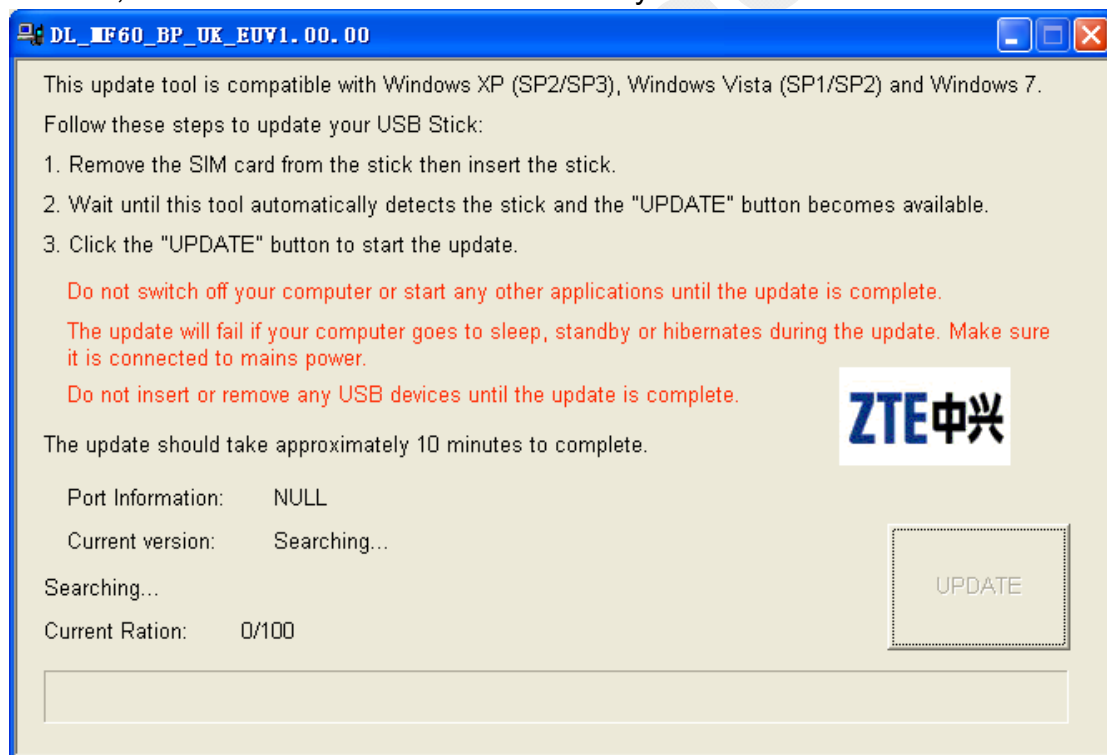 DL_MF60_BP_UK_EUV1.00.00
This update tool is compatible with Windows XP (SP2/SP3), Windows Vista (SP1/SP2) and Windows 7.
Follow these steps to update your USB Stick:
1. Remove the SIM card from the stick then insert the stick.
2. Wait until this tool automatically detects the stick and the "UPDATE" button becomes available.
3. Click the "UPDATE" button to start the update.
Do not switch off your computer or start any other applications until the update is complete.
The update will fail if your computer goes to sleep, standby or hibernates during the update. Make sure
it is connected to mains power.
Do not insert or remove any USB devices until the update is complete.
ZTE中兴
The update should take approximately 10 minutes to complete.
Port Information: NULL
Current version: Searching...
Searching...
UPDATE
Current Ration: 0/100